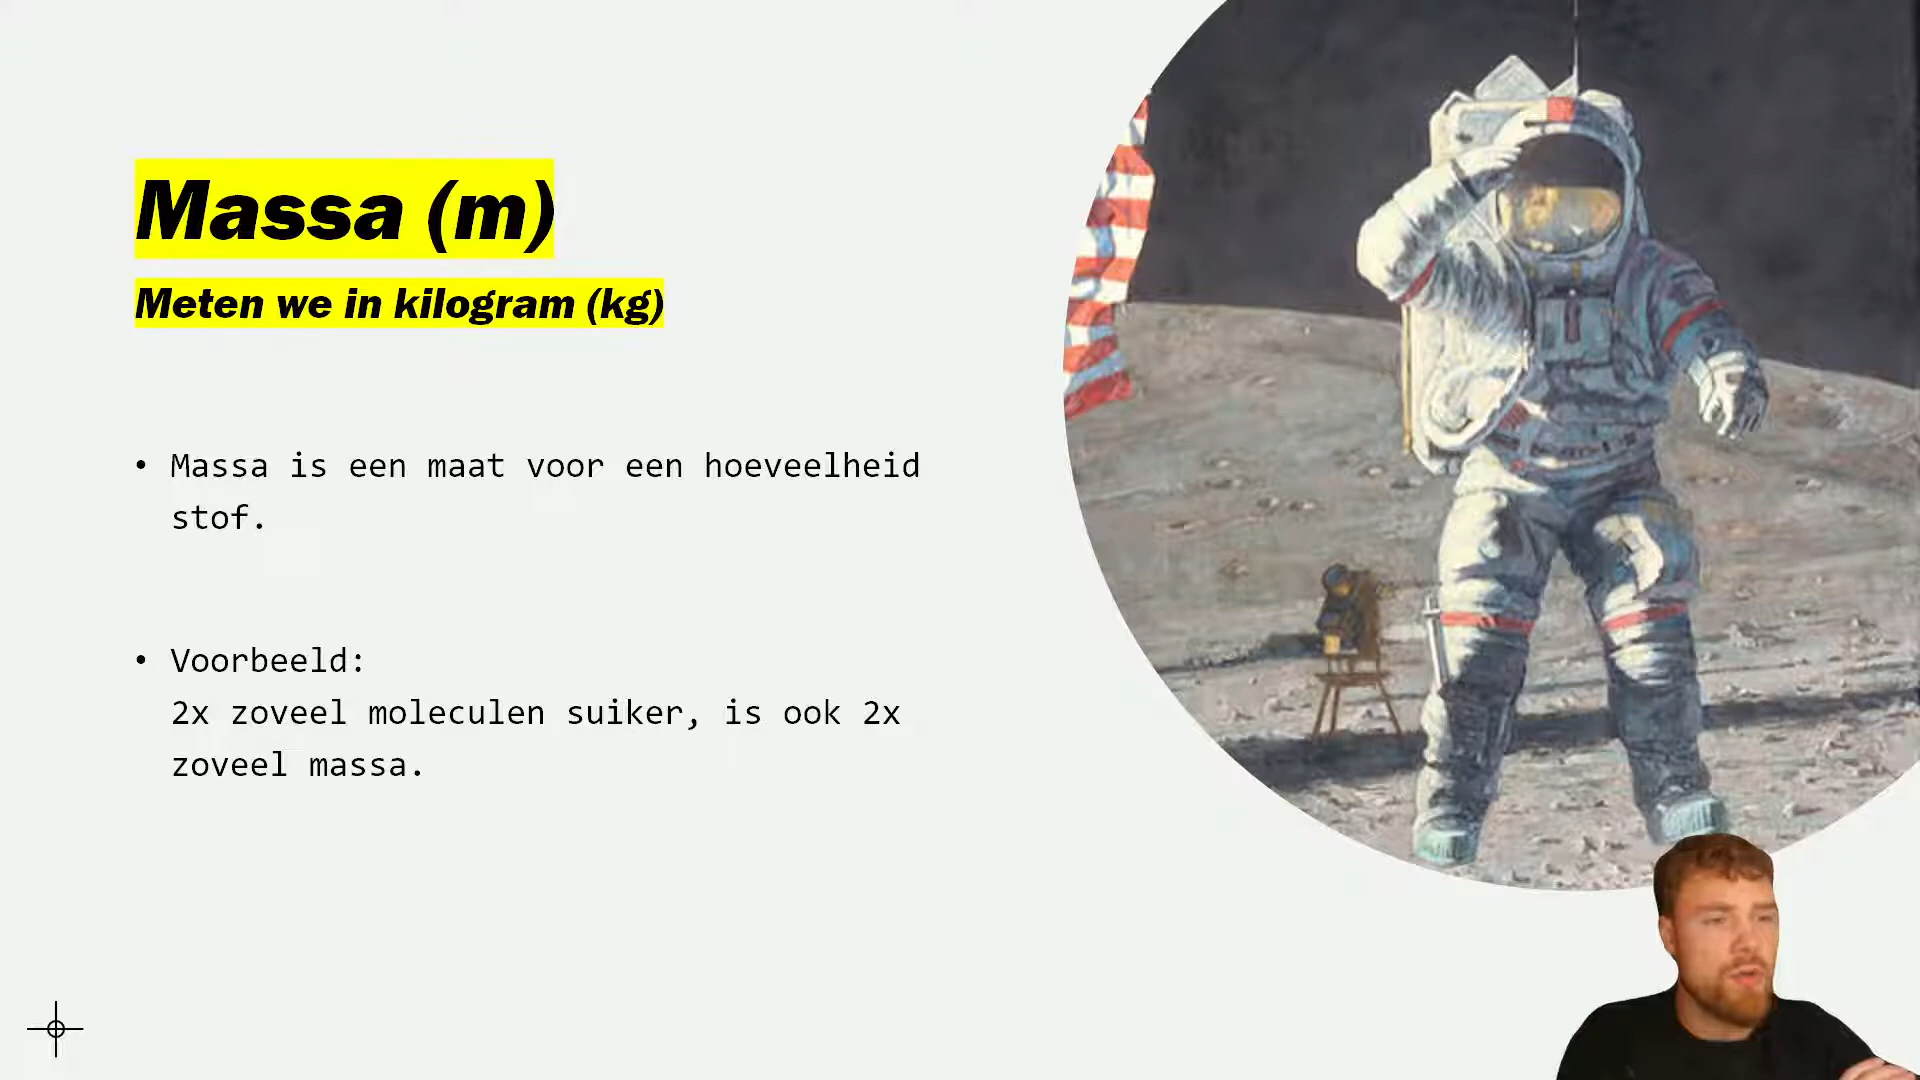 Massa (m)
Meten we in kilogram (kg)
• Massa is een maat voor een hoeveelheid
stof.
• Voorbeeld:
2x zoveel moleculen suiker, is ook 2x
zoveel massa.